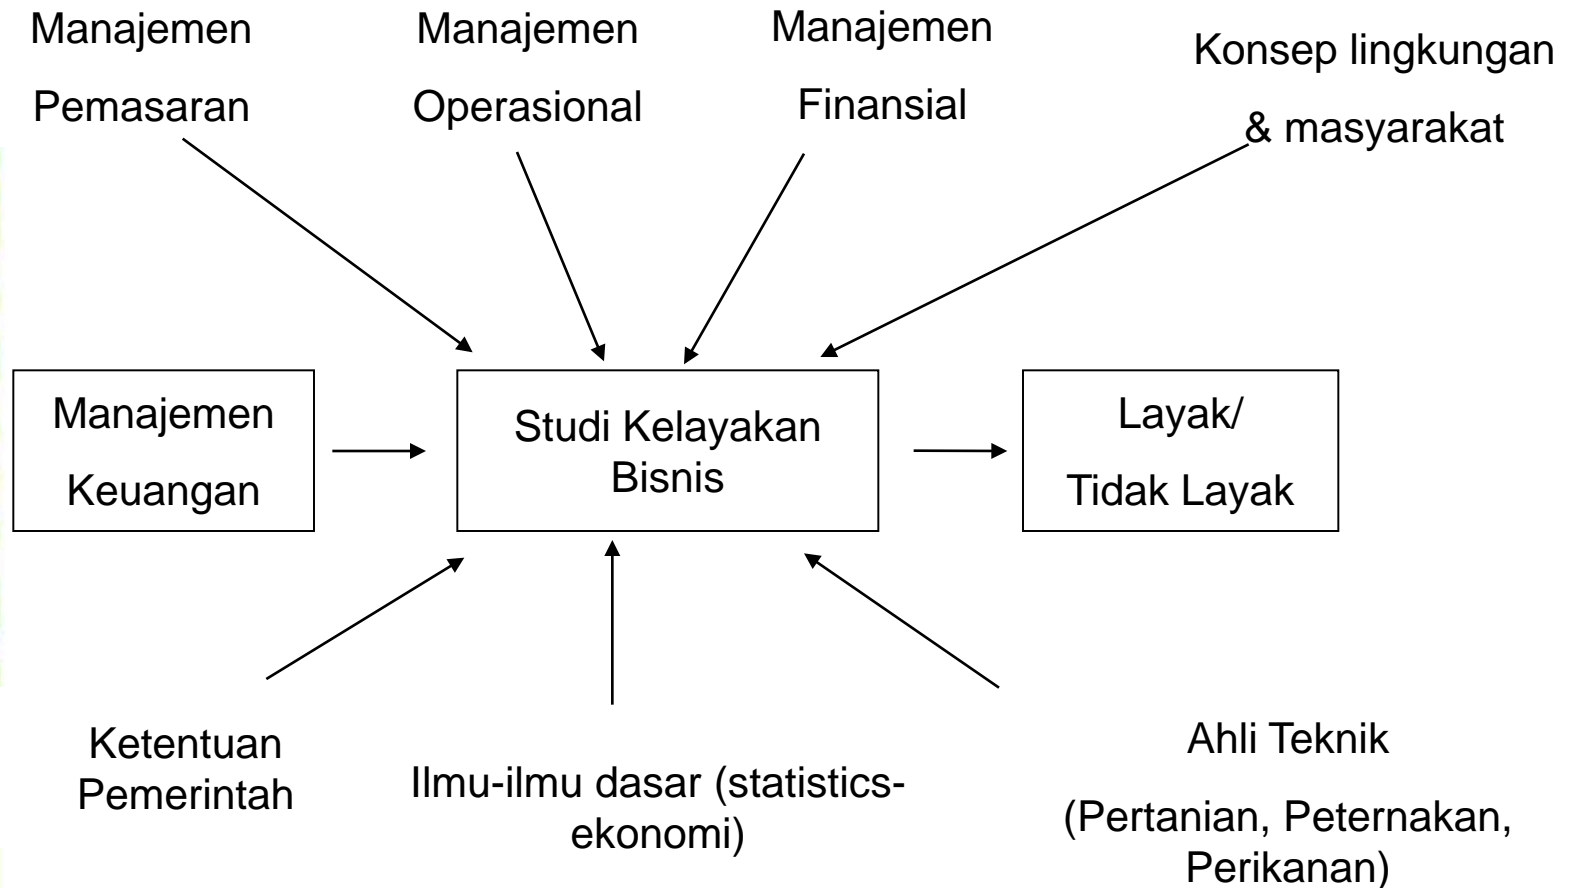 Manajemen
Pemasaran
Manajemen
Operasional
Manajemen
Finansial
Konsep lingkungan
& masyarakat
Manajemen
Keuangan
Studi Kelayakan
Bisnis
Layak/
Tidak Layak
Ketentuan
Pemerintah
Ilmu-ilmu dasar (statistics-
ekonomi)
Ahli Teknik
(Pertanian, Peternakan,
Perikanan)